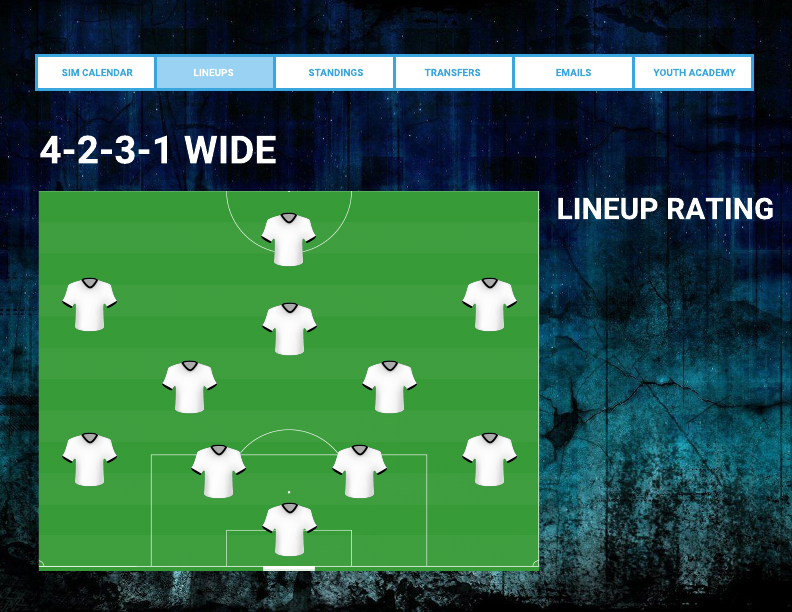 SIM CALENDAR
LINEUPS
STANDINGS
TRANSFERS
EMAILS
YOUTH ACADEMY
4-2-3-1 WIDE
LINEUP RATING